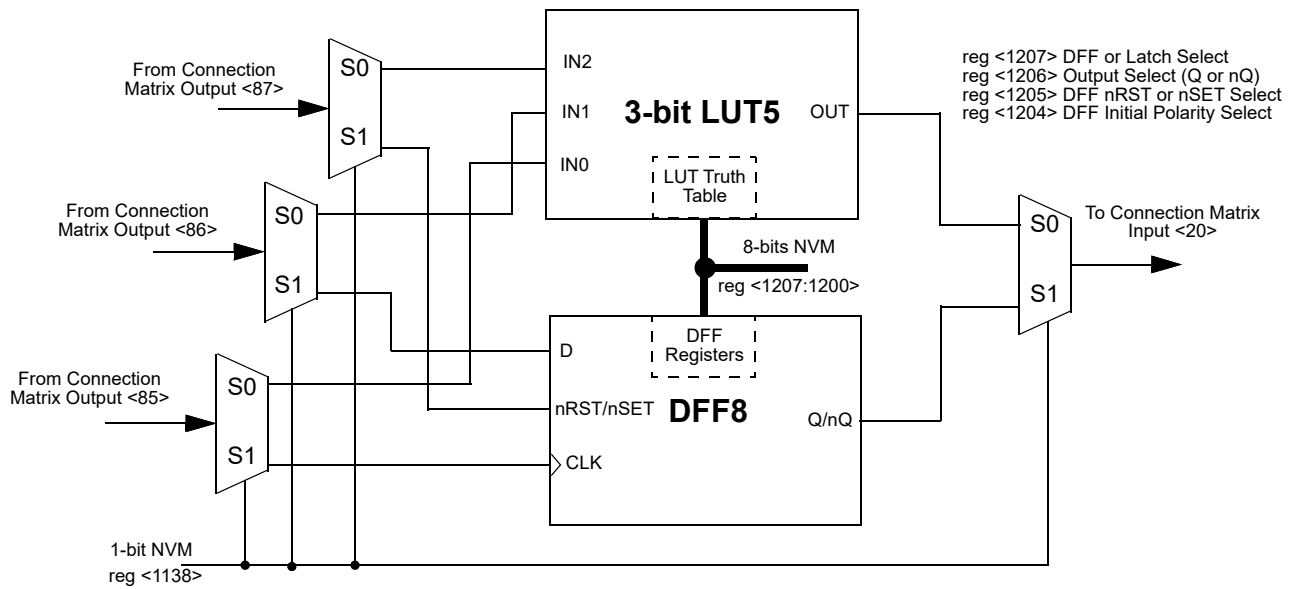 From Connection
Matrix Output <87>
S0
S1
IN2
IN1
IN0
3-bit LUT5
OUT
LUT Truth
Table
reg <1207> DFF or Latch Select
reg <1206> Output Select (Q or nQ)
reg <1205> DFF nRST or nSET Select
reg <1204> DFF Initial Polarity Select
From Connection
Matrix Output <86>
S0
S1
8-bits NVM
reg <1207:1200>
S0
S1
To Connection Matrix
Input <20>
From Connection
Matrix Output <85>
S0
S1
D
nRST/nSET
CLK
DFF
Registers
DFF8
Q/nQ
1-bit NVM
reg <1138>